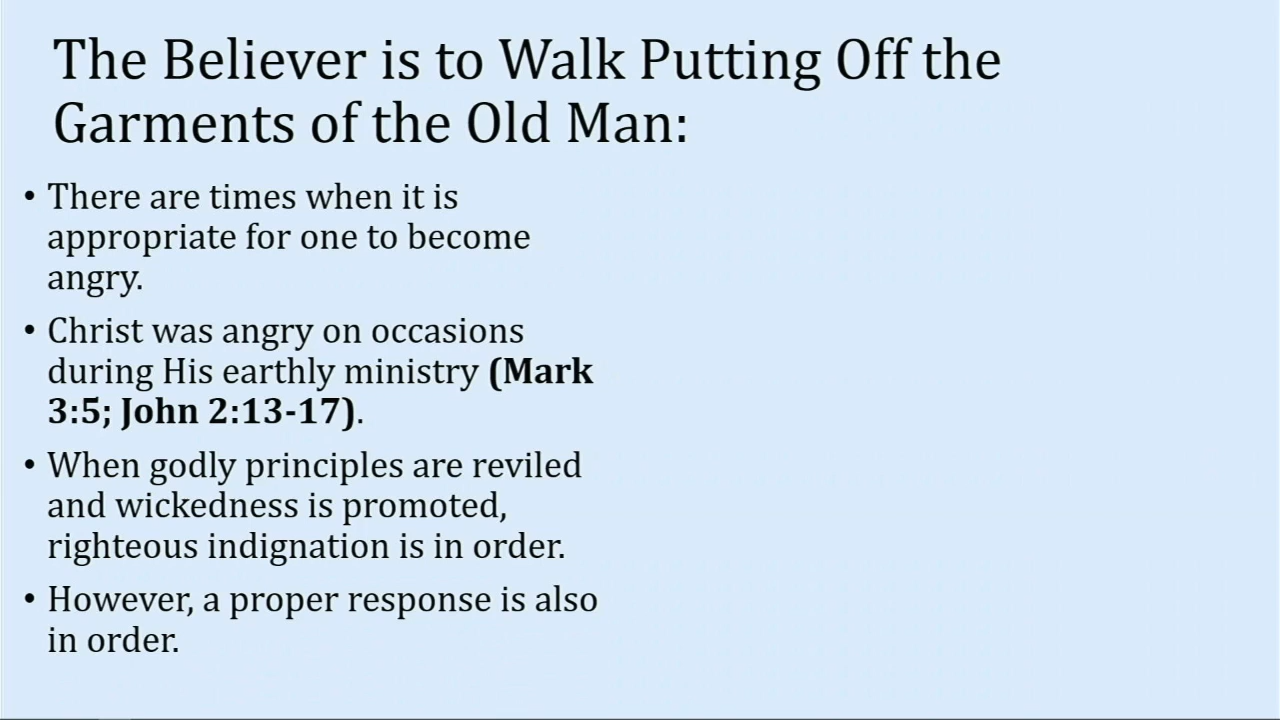 The Believer is to Walk Putting Off the
Garments of the Old Man:
• There are times when it is
appropriate for one to become
angry.
• Christ was angry on occasions
during His earthly ministry (Mark
3:5; John 2:13-17).
• When godly principles are reviled
and wickedness is promoted,
righteous indignation is in order.
• However, a proper response is also
in order.